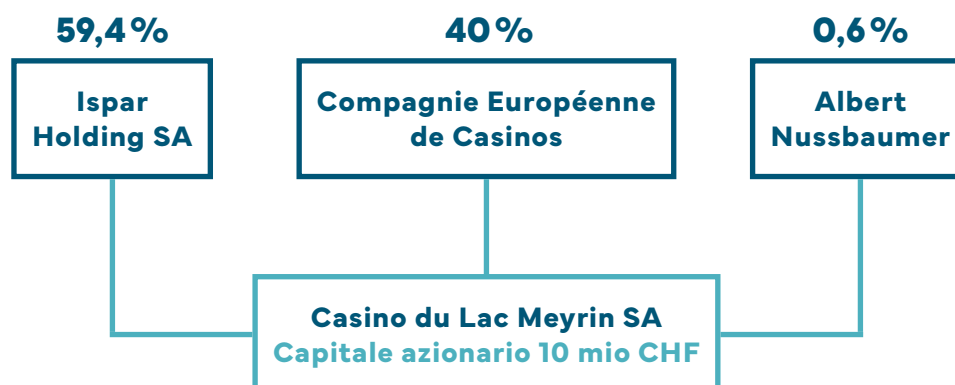 59,4 %
40 %
0,6 %
Ispar
Holding SA
Compagnie Européenne
de Casinos
Albert
Nussbaumer
Casino du Lac Meyrin SA
Capitale azionario 10 mio CHF